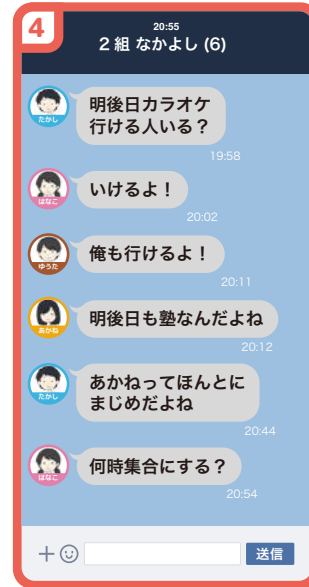 4
20:55
2組 なかよし (6)
明後日カラオケ
行ける人いる？
たかし
19:58
いけるよ！
はなこ
20:02
俺も行けるよ！
ゆうた
20:11
明後日も塾なんだよね
あかね
20:12
あかねってほんとに
まじめだよね
たかし
20:44
何時集合にする？
はなこ
20:54
送信